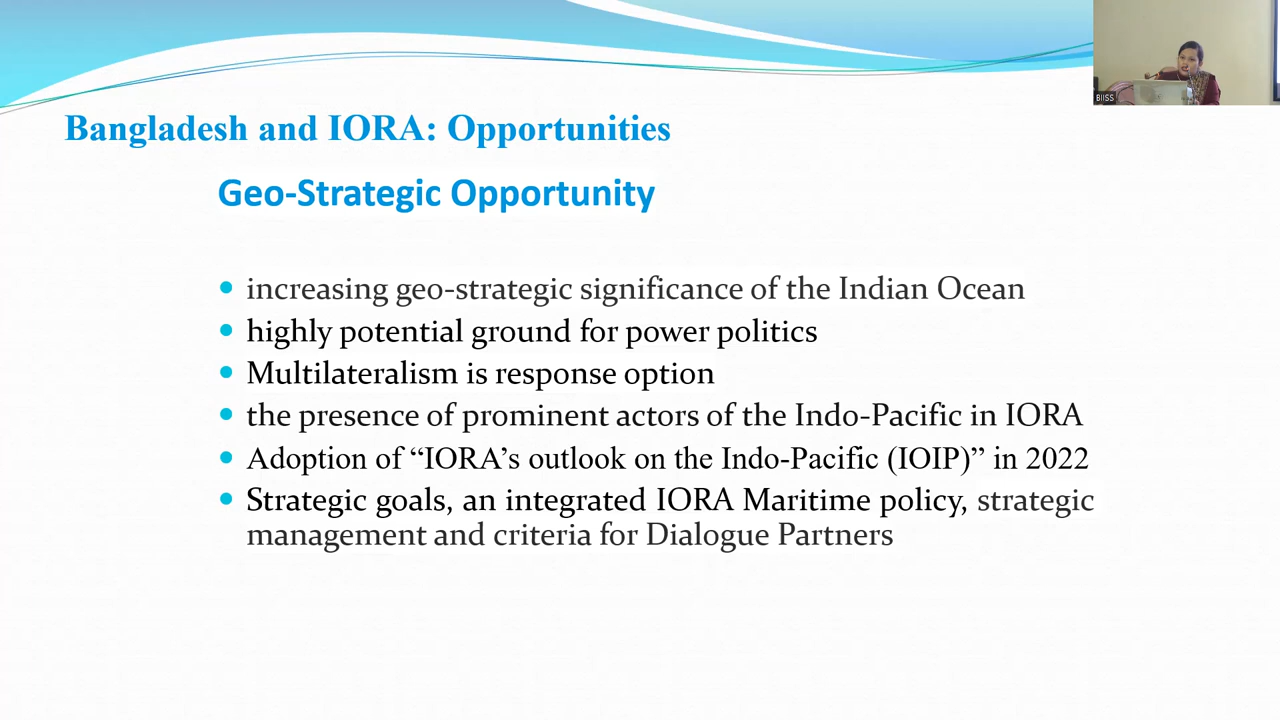 Bangladesh and IORA: Opportunities
Geo-Strategic Opportunity
increasing geo-strategic significance of the Indian Ocean
highly potential ground for power politics
Multilateralism is response option
the presence of prominent actors of the Indo-Pacific in IORA
Adoption of “IORA’s outlook on the Indo-Pacific (IOIP)” in 2022
Strategic goals, an integrated IORA Maritime policy, strategic
management and criteria for Dialogue Partners
BIISS